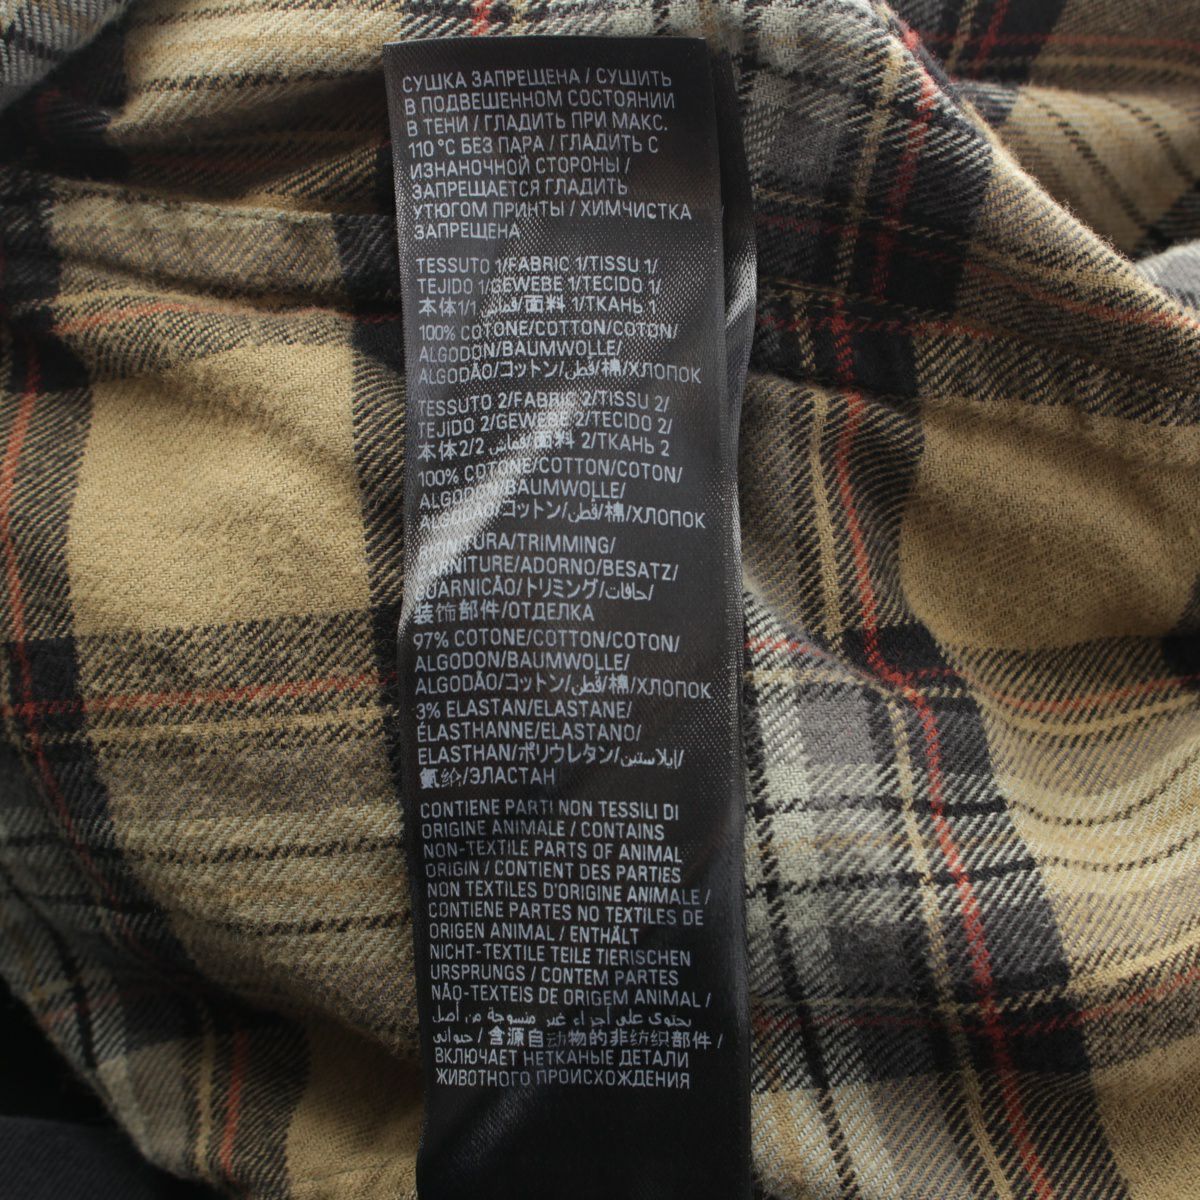 СУШКА ЗАПРЕЩЕНА / СУШИТЬ
В ПОДВЕШЕННОМ СОСТОЯНИИ
В ТЕНИ / ГЛАДИТЬ ПРИ МАКС.
110 °C БЕЗ ПАРА / ГЛАДИТЬ С
ИЗНАНОЧНОЙ СТОРОНЫ /
ЗАПРЕЩАЕТСЯ ГЛАДИТЬ
УТЮГОМ ПРИНТЫ / ХИМЧИСТКА
ЗАПРЕЩЕНА
TESSUTO 1/FABRIC 1/TISSU 1/
TEJIDO 1/GEWEBE 1/TECIDO 1/
本体1/1 قماش/面料 1/ТКАНЬ 1
100% COTONE/COTTON/COTON/
ALGODON/BAUMWOLLE/
ALGODÃO/コットン/قطن/棉/ХЛОПОК
TESSUTO 2/FABRIC 2/TISSU 2/
TEJIDO 2/GEWEBE 2/TECIDO 2/
本体2/2 قماش/面料 2/ТКАНЬ 2
100% COTONE/COTTON/COTON/
ALGODON/BAUMWOLLE/
ALGODÃO/コットン/قطن/棉/ХЛОПОК
/TRIMMING/
GARNITURE/ADORNO/BESATZ/
GUARNICÃO/トリミング/حافات/
装饰部件/ОТДЕЛКА
97% COTONE/COTTON/COTON/
ALGODON/BAUMWOLLE/
ALGODÃO/コットン/قطن/棉/ХЛОПОК
3% ELASTAN/ELASTANE/
ÉLASTHANNE/ELASTANO/
ELASTHAN/ポリウレタン/إيلاستين/
氨纶/ЭЛАСТАН
CONTIENE PARTI NON TESSILI DI
ORIGINE ANIMALE / CONTAINS
NON-TEXTILE PARTS OF ANIMAL
ORIGIN / CONTIENT DES PARTIES
NON TEXTILES D'ORIGINE ANIMALE /
CONTIENE PARTES NO TEXTILES DE
ORIGEN ANIMAL / ENTHÄLT
NICHT-TEXTILE TEILE TIERISCHEN
URSPRUNGS / CONTEM PARTES
NÃO-TEXTEIS DE ORIGEM ANIMAL /
يحتوي على أجزاء غير منسوجة من أصل
حيواني / 含源自动物的非纺织部件 /
ВКЛЮЧАЕТ НЕТКАНЫЕ ДЕТАЛИ
ЖИВОТНОГО ПРОИСХОЖДЕНИЯ